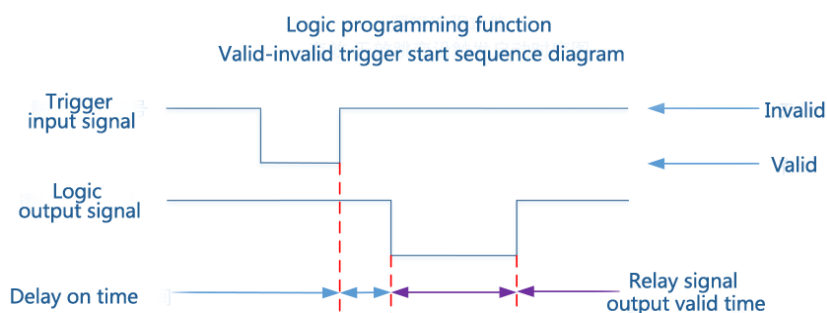 Logic programming function
Valid-invalid trigger start sequence diagram
Trigger
input signal
Invalid
Valid
Logic
output signal
Delay on time
Relay signal
output valid time